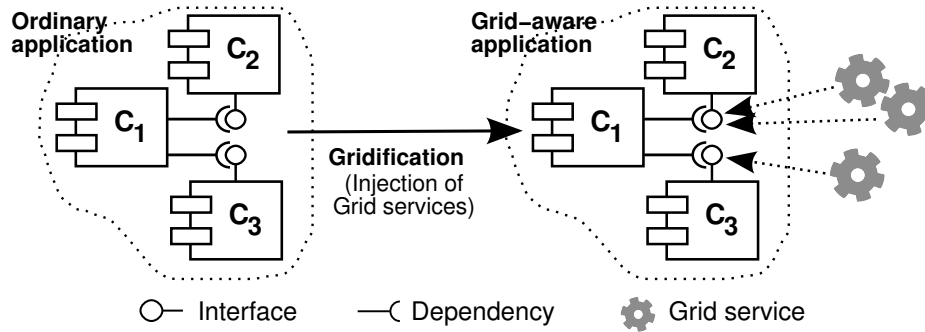 Ordinary
application
C2
C1
C3
Gridification
(Injection of
Grid services)
Grid−aware
application
C2
C1
C3
Interface
Dependency
Grid service